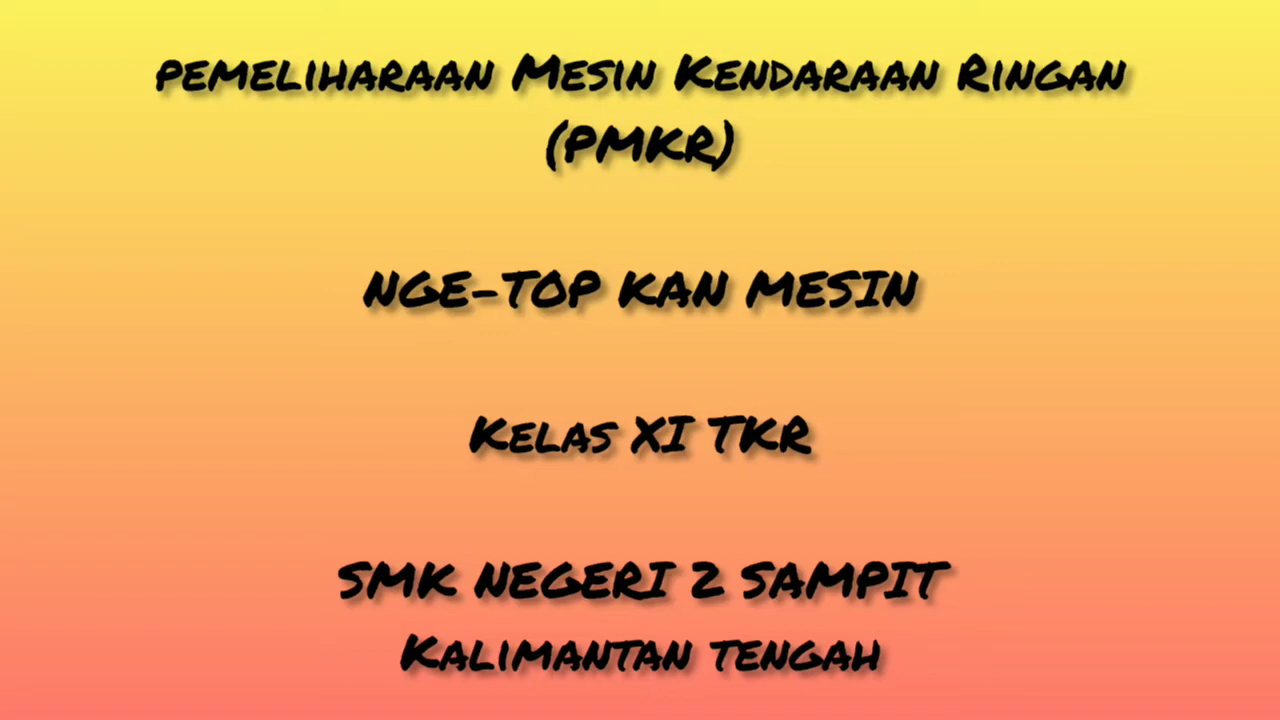 Pemeliharaan Mesin Kendaraan Ringan
(PMKR)
NGE-TOP KAN MESIN
Kelas XI TKR
SMK NEGERI 2 SAMPIT
Kalimantan tengah